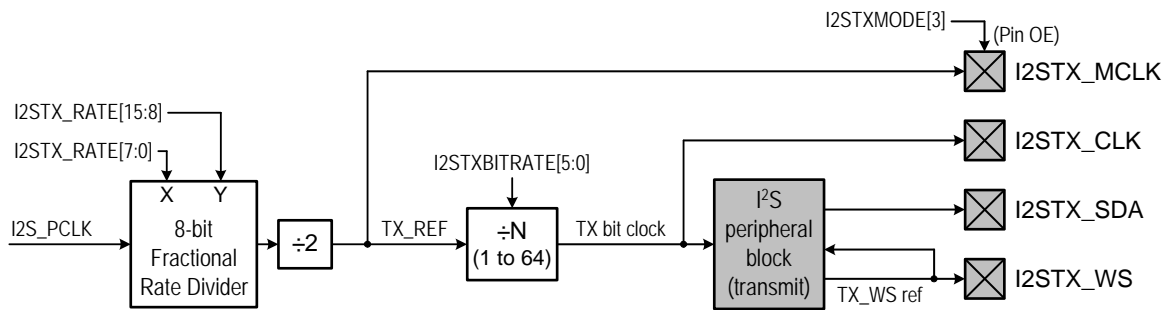 I2STXMODE[3]
(Pin OE)
I2STX_MCLK
I2STX_RATE[15:8]
I2STX_RATE[7:0]
I2STX_CLK
I2STXBITRATE[5:0]
X Y
8-bit
Fractional
Rate Divider
I2S_PCLK
÷2
TX_REF
÷N
(1 to 64)
TX bit clock
I²S
peripheral
block
(transmit)
I2STX_SDA
TX_WS ref
I2STX_WS